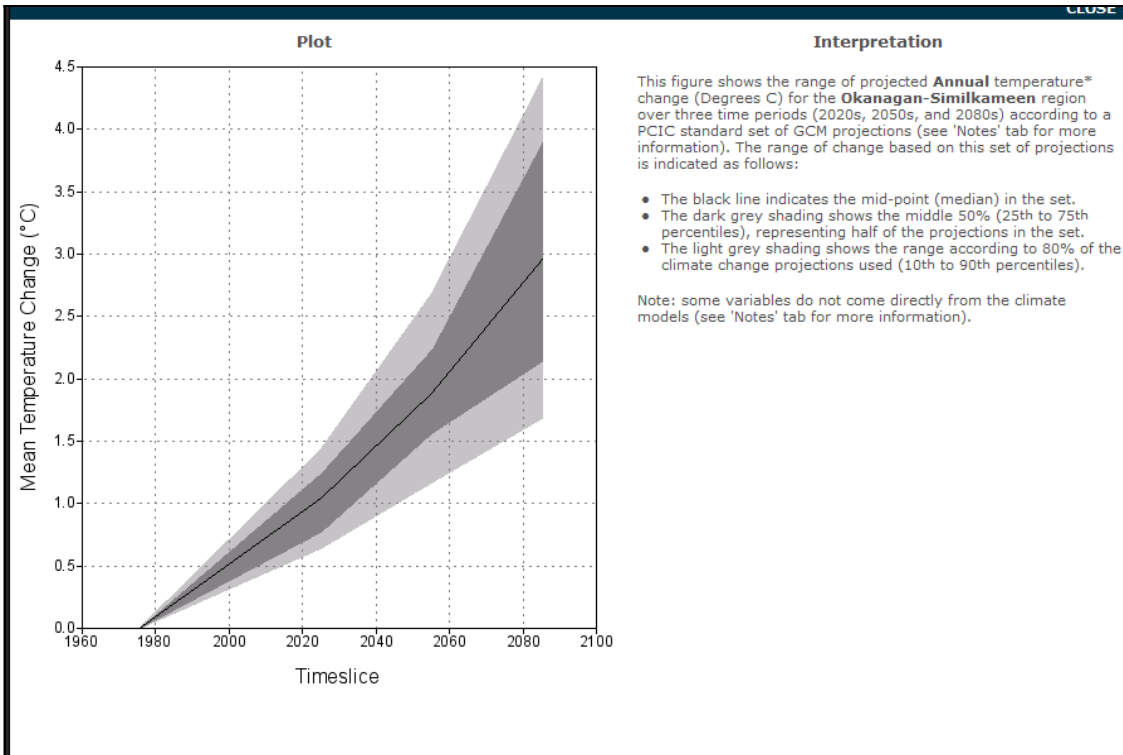 CLOSE
Plot
4.5
4.0
3.5
3.0
2.5
2.0
1.5
1.0
0.5
0.0
Mean Temperature Change (°C)
1960 1980 2000 2020 2040 2060 2080 2100
Timeslice
Interpretation
This figure shows the range of projected Annual temperature*
change (Degrees C) for the Okanagan-Similkameen region
over three time periods (2020s, 2050s, and 2080s) according to a
PCIC standard set of GCM projections (see 'Notes' tab for more
information). The range of change based on this set of projections
is indicated as follows:
● The black line indicates the mid-point (median) in the set.
● The dark grey shading shows the middle 50% (25th to 75th
percentiles), representing half of the projections in the set.
● The light grey shading shows the range according to 80% of the
climate change projections used (10th to 90th percentiles).
Note: some variables do not come directly from the climate
models (see 'Notes' tab for more information).